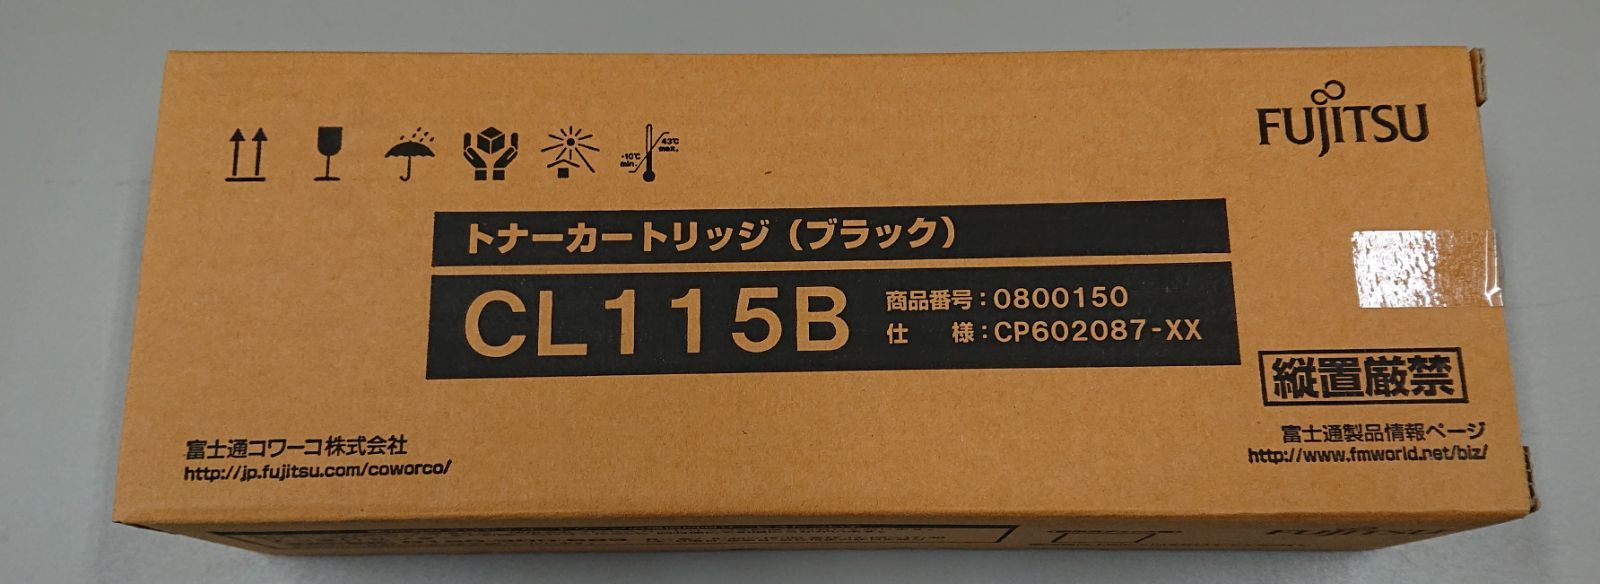 FUJITSU
-10℃
min.
43℃
max.
トナーカートリッジ（ブラック）
CL115B
商品番号：0800150
仕　様：CP602087-XX
縦置厳禁
富士通コワーコ株式会社
http://jp.fujitsu.com/coworco/
富士通製品情報ページ
http://www.fmworld.net/biz/
FUJITSU